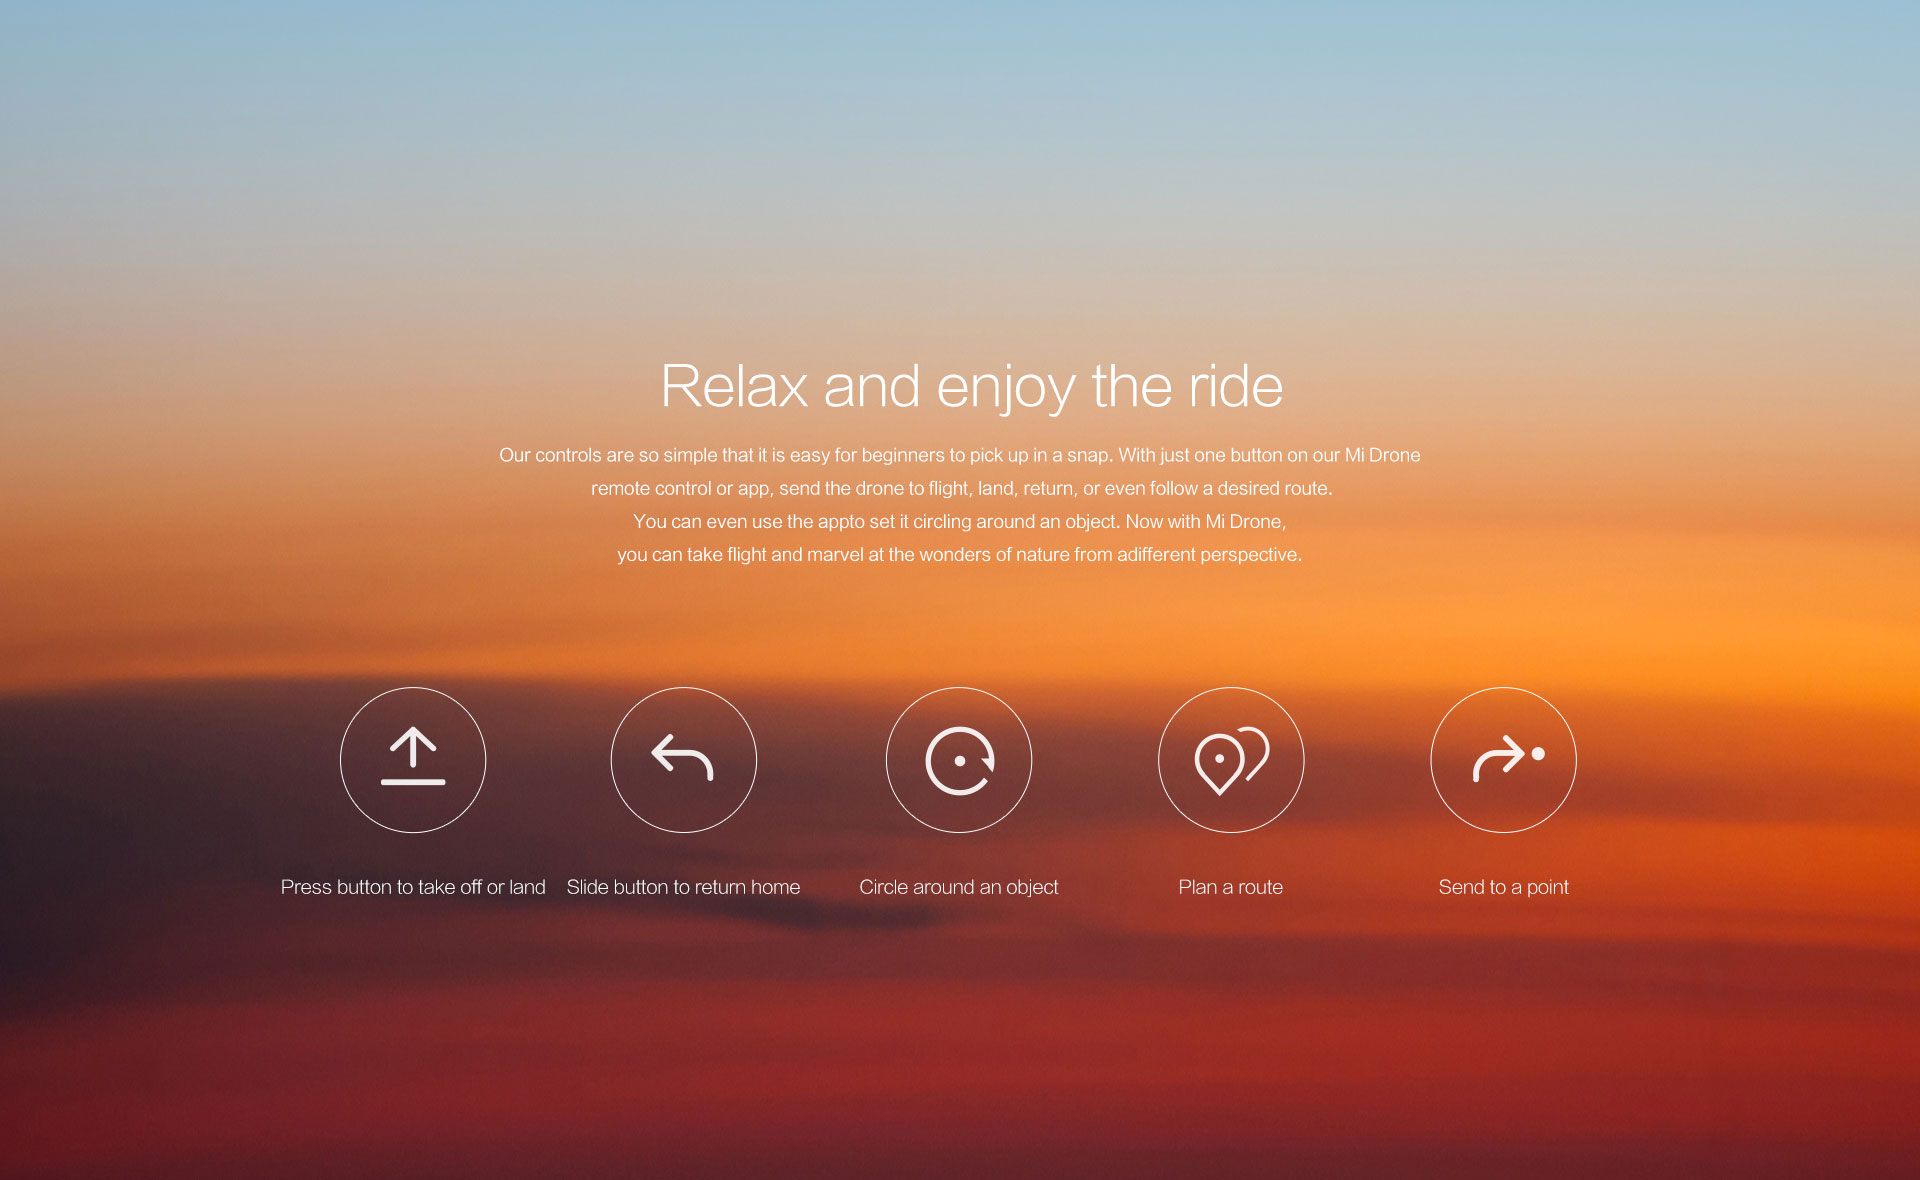 Relax and enjoy the ride
Our controls are so simple that it is easy for beginners to pick up in a snap. With just one button on our Mi Drone
remote control or app, send the drone to flight, land, return, or even follow a desired route.
You can even use the appto set it circling around an object. Now with Mi Drone,
you can take flight and marvel at the wonders of nature from adifferent perspective.
Press button to take off or land
Slide button to return home
Circle around an object
Plan a route
Send to a point